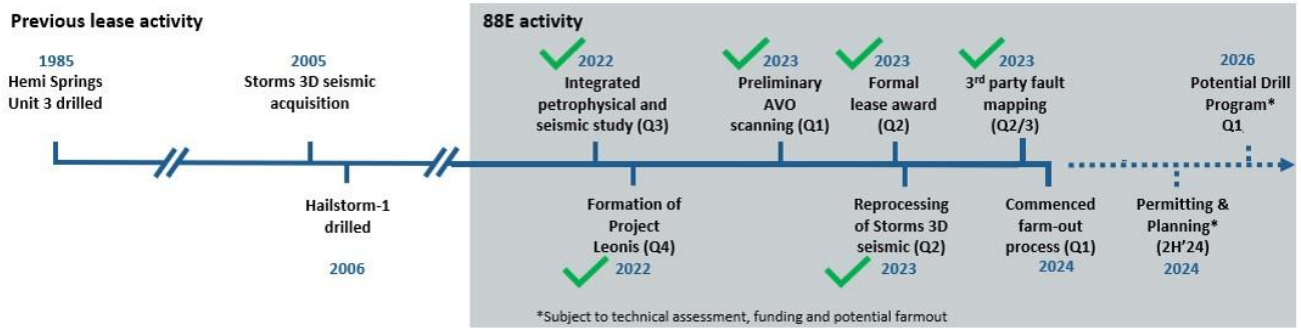 Previous lease activity
88E activity
1985
Hemi Springs
Unit 3 drilled
2005
Storms 3D seismic
acquisition
2022
Integrated
petrophysical and
seismic study (Q3)
2023
Preliminary
AVO
scanning (Q1)
2023
Formal
lease award
(Q2)
2023
3rd party fault
mapping
(Q2/3)
2026
Potential Drill
Program*
Q1
Hailstorm-1
drilled
2006
Formation of
Project
Leonis (Q4)
2022
Reprocessing
of Storms 3D
seismic (Q2)
2023
Commenced
farm-out
process (Q1)
2024
Permitting &
Planning*
(2H'24)
2024
*Subject to technical assessment, funding and potential farmout